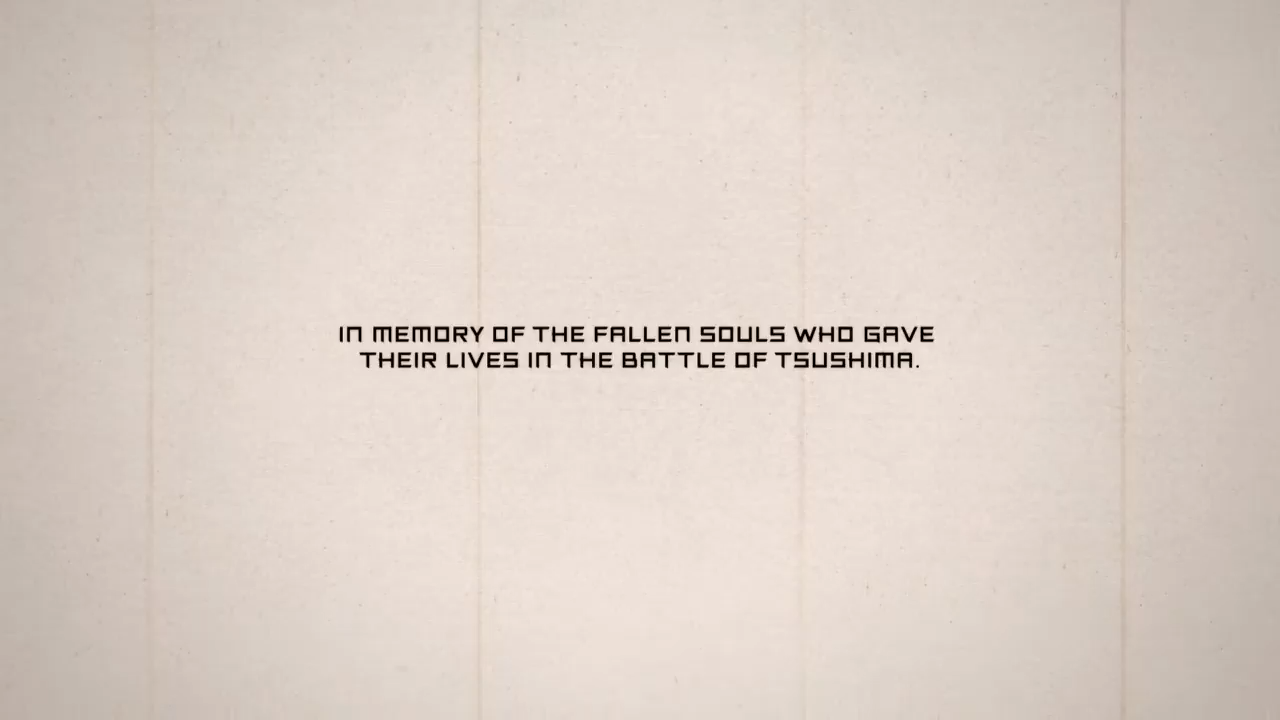 IN MEMORY OF THE FALLEN SOULS WHO GAVE
THEIR LIVES IN THE BATTLE OF TSUSHIMA.